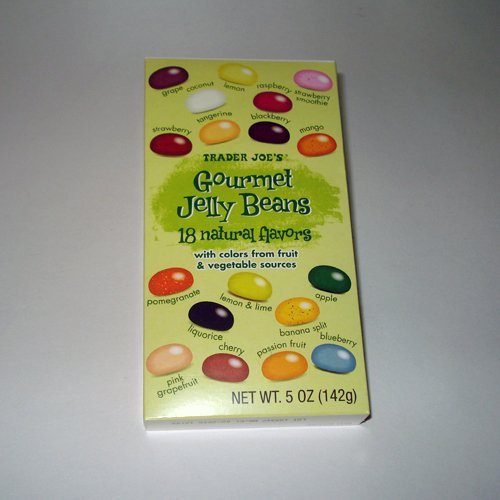 grape
coconut
lemon
raspberry
strawberry
smoothie
tangerine
blackberry
strawberry
mango
TRADER JOE'S
Gourmet
Jelly Beans
18 natural flavors
with colors from fruit
& vegetable sources
pomegranate
lemon & lime
apple
liquorice
banana split
blueberry
cherry
passion fruit
pink
grapefruit
NET WT. 5 OZ (142g)